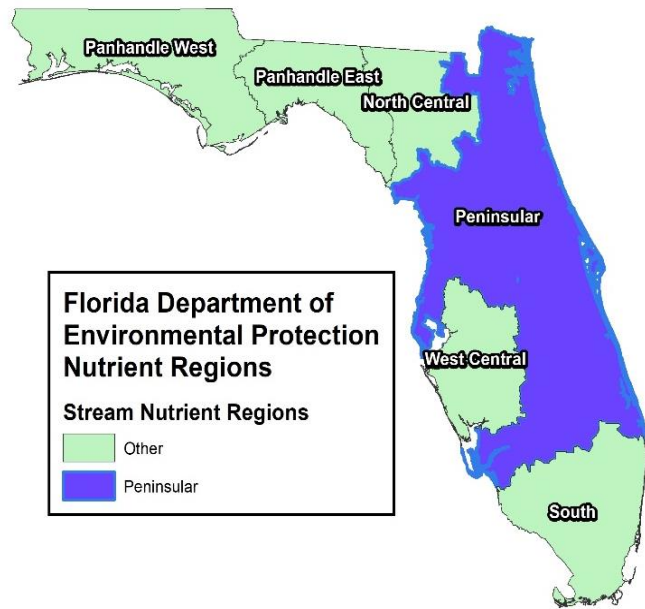 Panhandle West
Panhandle East
North Central
Peninsular
West Central
South
Florida Department of
Environmental Protection
Nutrient Regions
Stream Nutrient Regions
Other
Peninsular